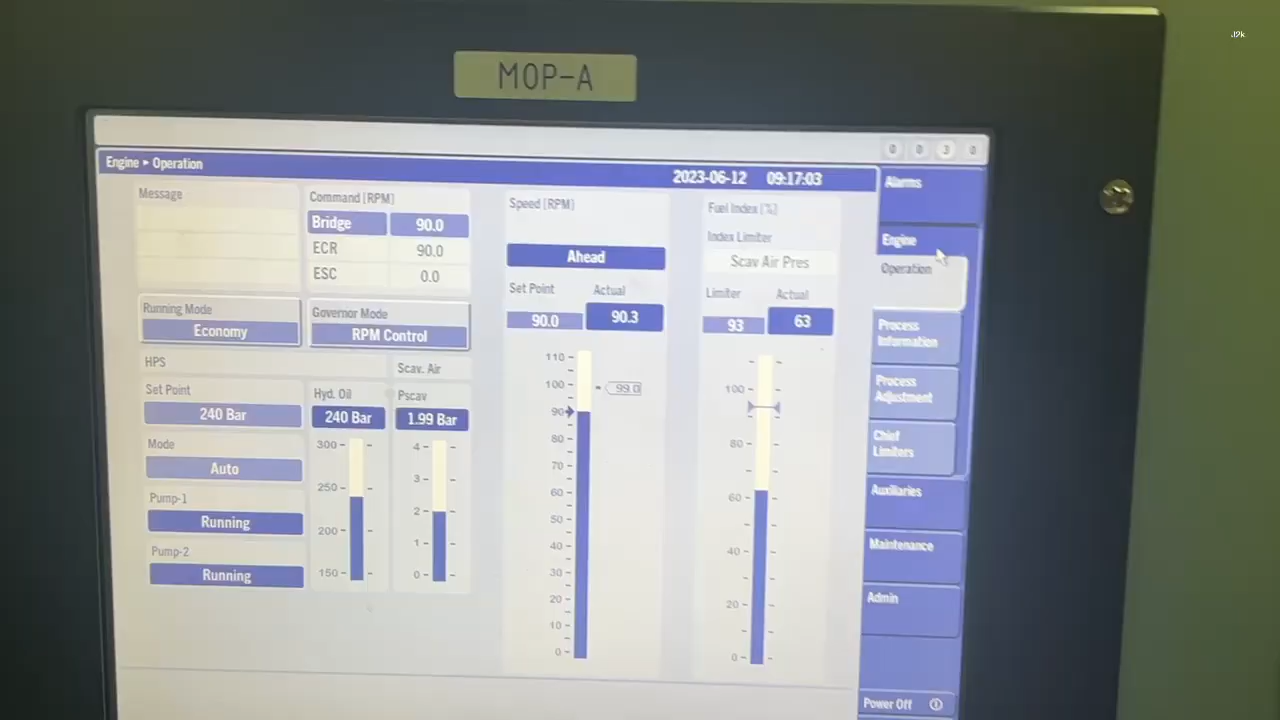 .i2k.
MOP-A
0 0 3 0
Engine ▸ Operation 2023-06-12 09:17:03
Message
Command [RPM]
Bridge 90.0
ECR 90.0
ESC 0.0
Running Mode
Economy
Governor Mode
RPM Control
HPS
Set Point
240 Bar
Mode
Auto
Pump-1
Running
Pump-2
Running
Hyd. Oil
240 Bar
300
250
200
150
Scav. Air
Pscav
1.99 Bar
4
3
2
1
0
Speed [RPM]
Ahead
Set Point Actual
90.0 90.3
110
100
99.0
90
80
70
60
50
40
30
20
10
0
Fuel Index [%]
Index Limiter
Scav Air Pres
Limiter Actual
93 63
100
80
60
40
20
0
Alarms
Engine
Operation
Process
Information
Process
Adjustment
Chief
Limiters
Auxiliaries
Maintenance
Admin
Power Off